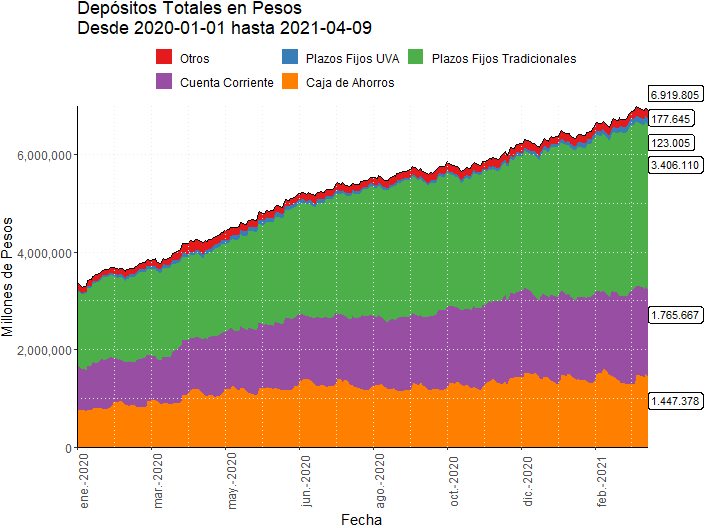 Depósitos Totales en Pesos
Desde 2020-01-01 hasta 2021-04-09
Otros
Plazos Fijos UVA
Plazos Fijos Tradicionales
Cuenta Corriente
Caja de Ahorros
6.919.805
177.645
123.005
3.406.110
1.765.667
1.447.378
6,000,000
4,000,000
2,000,000
0
Millones de Pesos
ene.-2020
mar.-2020
may.-2020
jun.-2020
ago.-2020
oct.-2020
dic.-2020
feb.-2021
Fecha